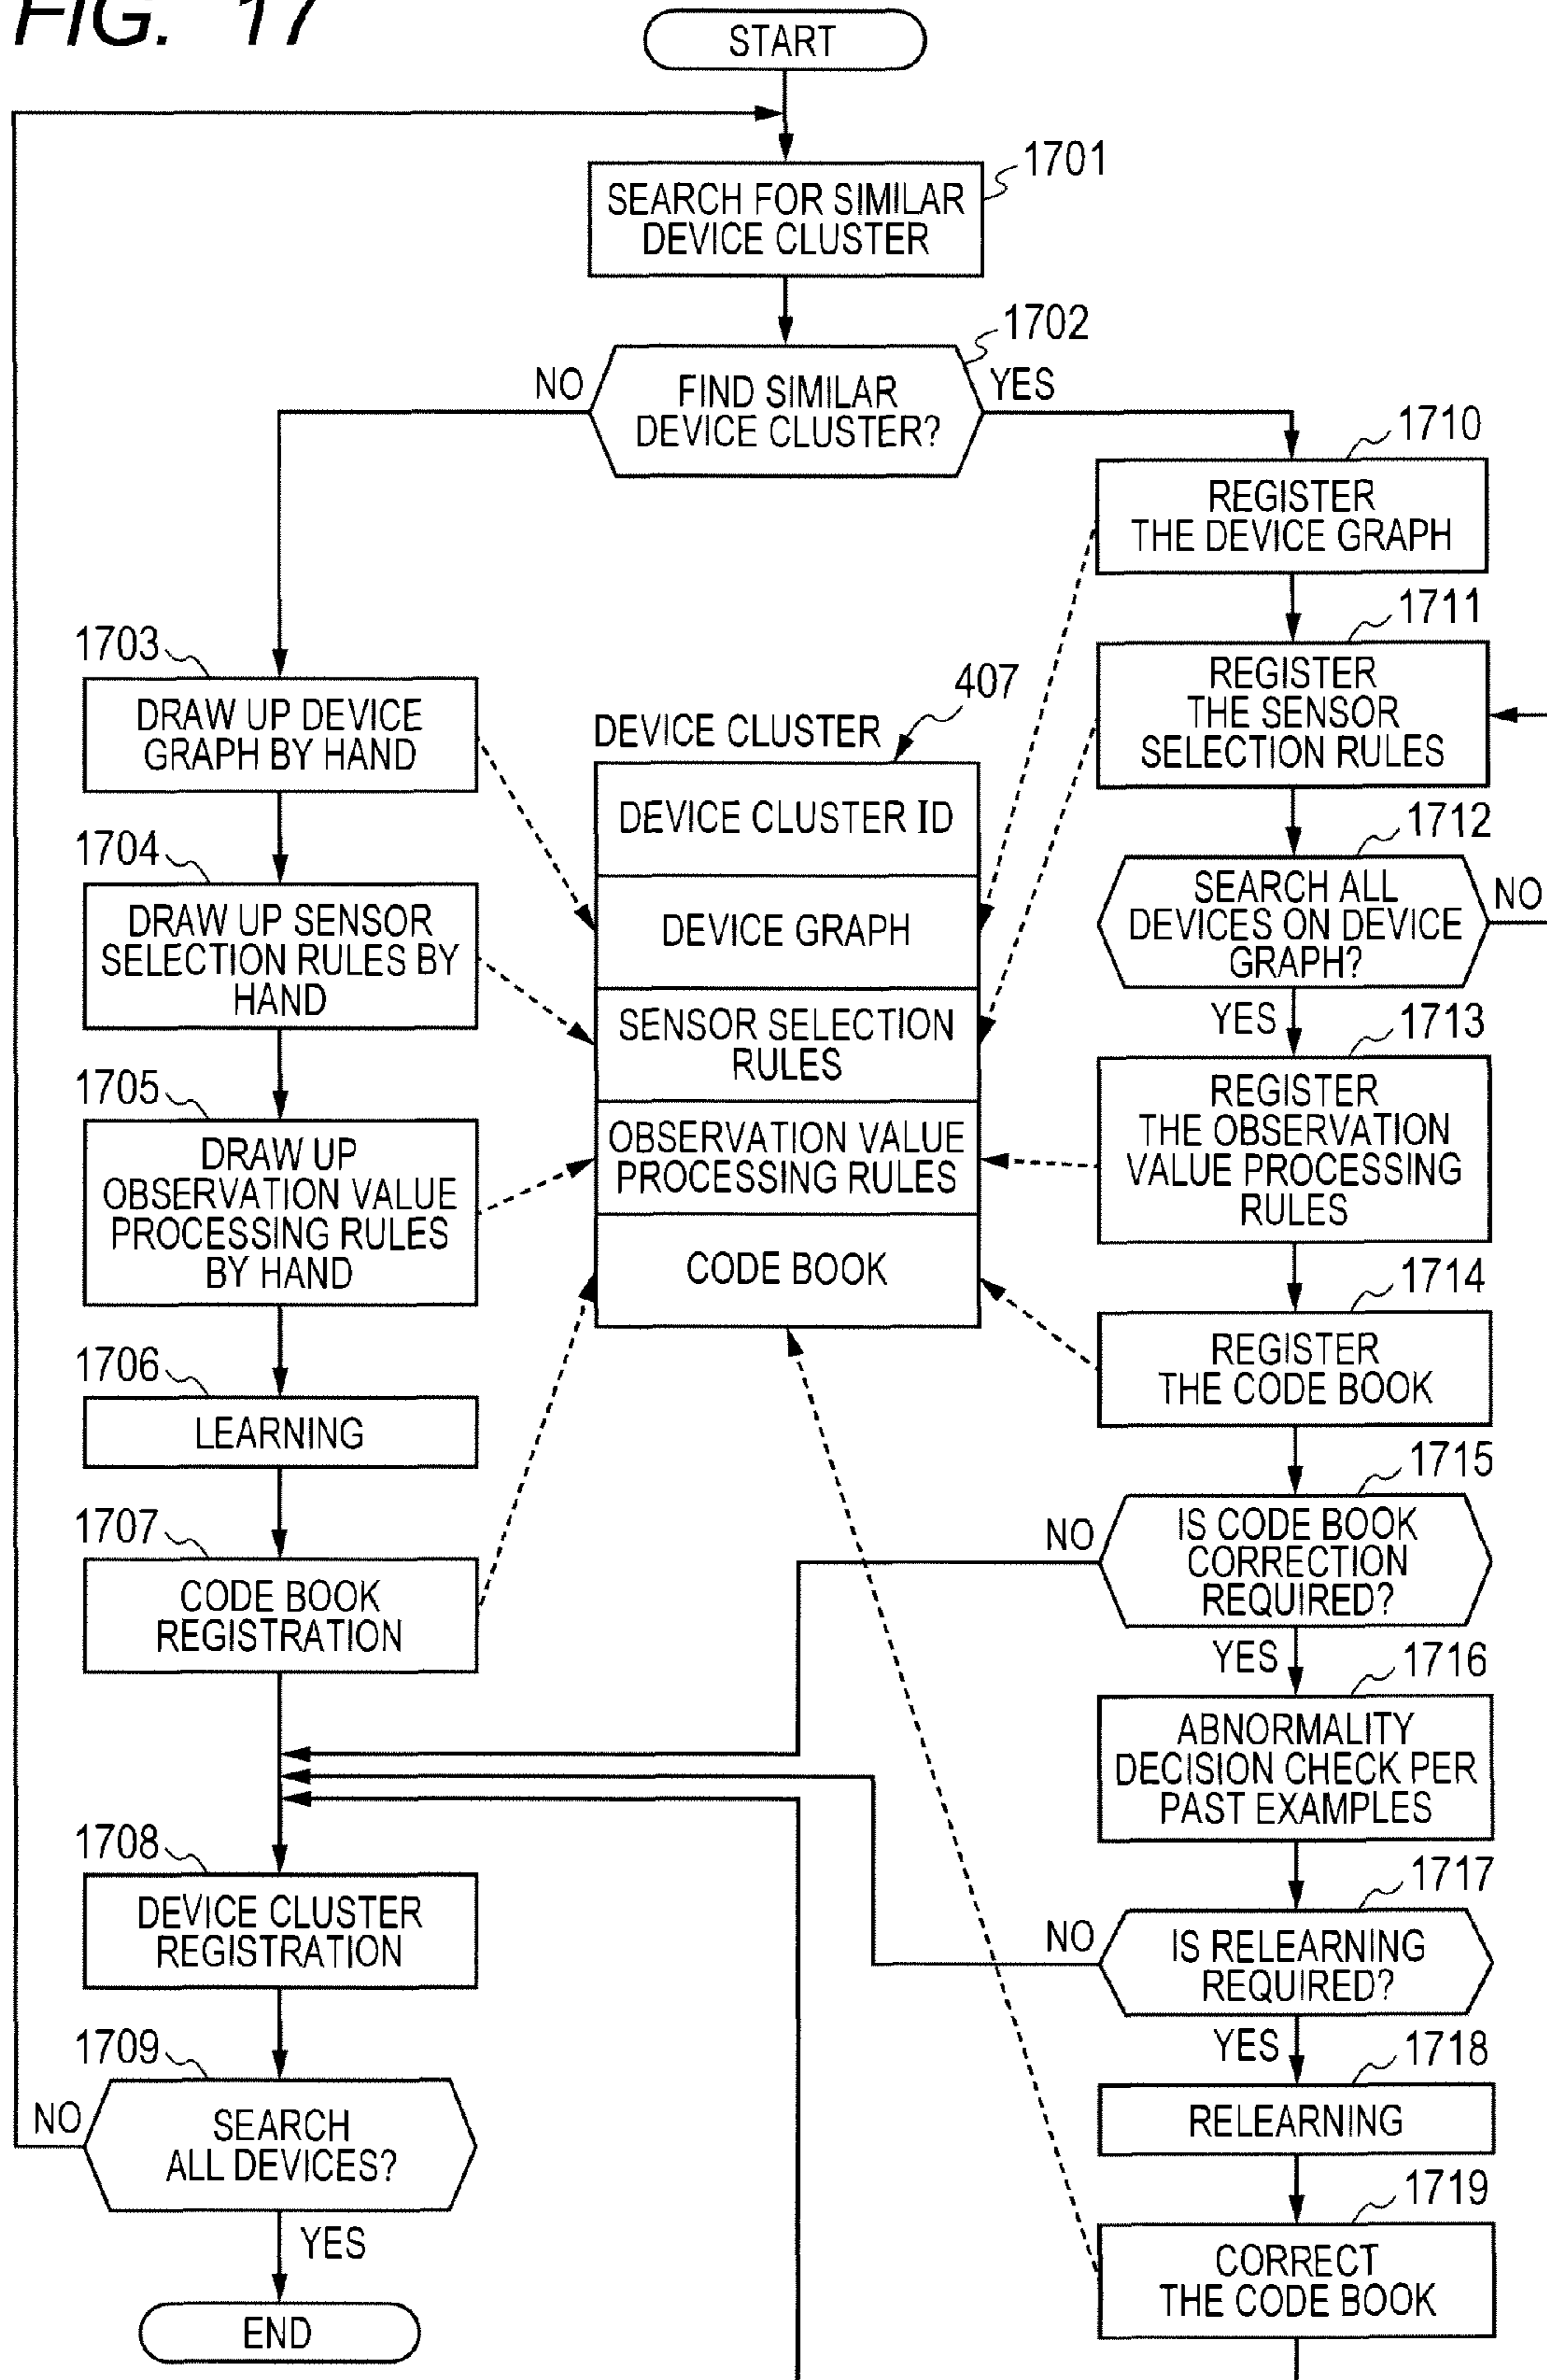 FIG. 17
START
1701
SEARCH FOR SIMILAR
DEVICE CLUSTER
1702
NO
FIND SIMILAR
DEVICE CLUSTER?
YES
1710
REGISTER
THE DEVICE GRAPH
1711
REGISTER
THE SENSOR
SELECTION RULES
1703
DRAW UP DEVICE
GRAPH BY HAND
407
DEVICE CLUSTER
DEVICE CLUSTER ID
DEVICE GRAPH
SENSOR SELECTION
RULES
OBSERVATION VALUE
PROCESSING RULES
CODE BOOK
1712
SEARCH ALL
DEVICES ON DEVICE
GRAPH?
NO
YES
1704
DRAW UP SENSOR
SELECTION RULES BY
HAND
1713
REGISTER
THE OBSERVATION
VALUE PROCESSING
RULES
1705
DRAW UP
OBSERVATION VALUE
PROCESSING RULES
BY HAND
1714
REGISTER
THE CODE BOOK
1706
LEARNING
1715
NO
IS CODE BOOK
CORRECTION
REQUIRED?
YES
1707
CODE BOOK
REGISTRATION
1716
ABNORMALITY
DECISION CHECK PER
PAST EXAMPLES
1708
DEVICE CLUSTER
REGISTRATION
1717
NO
IS RELEARNING
REQUIRED?
YES
1709
NO
SEARCH
ALL DEVICES?
YES
1718
RELEARNING
1719
CORRECT
THE CODE BOOK
END